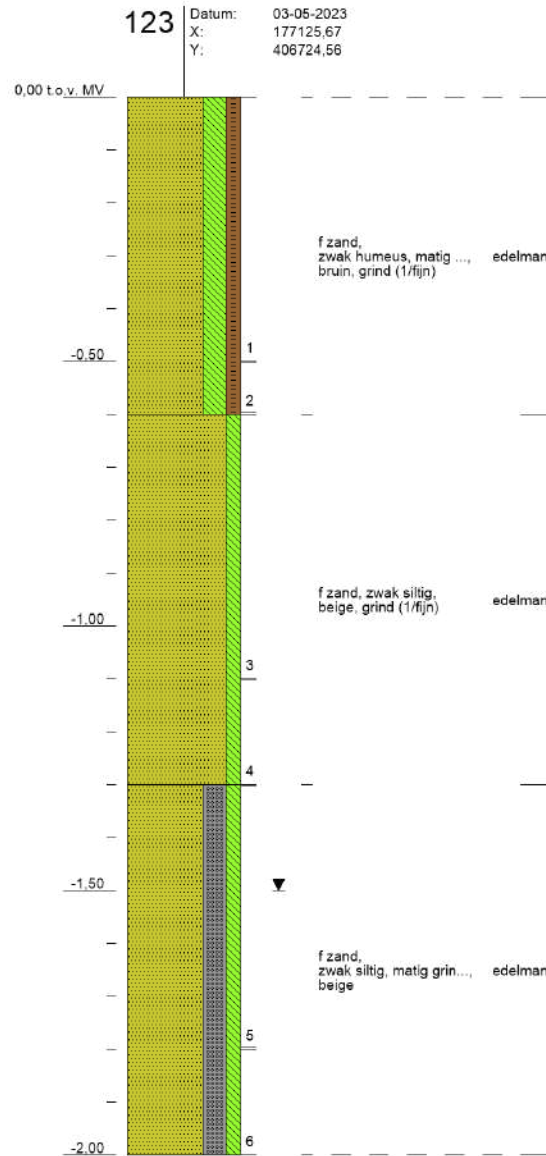 123
Datum: 03-05-2023
X: 177125,67
Y: 406724,56
0,00 t.o.v. MV
f zand,
zwak humeus, matig ..., edelman
bruin, grind (1/fijn)
1
-0,50
2
f zand, zwak siltig,
beige, grind (1/fijn) edelman
-1,00
3
4
-1,50
f zand,
zwak siltig, matig grin..., edelman
beige
5
6
-2,00